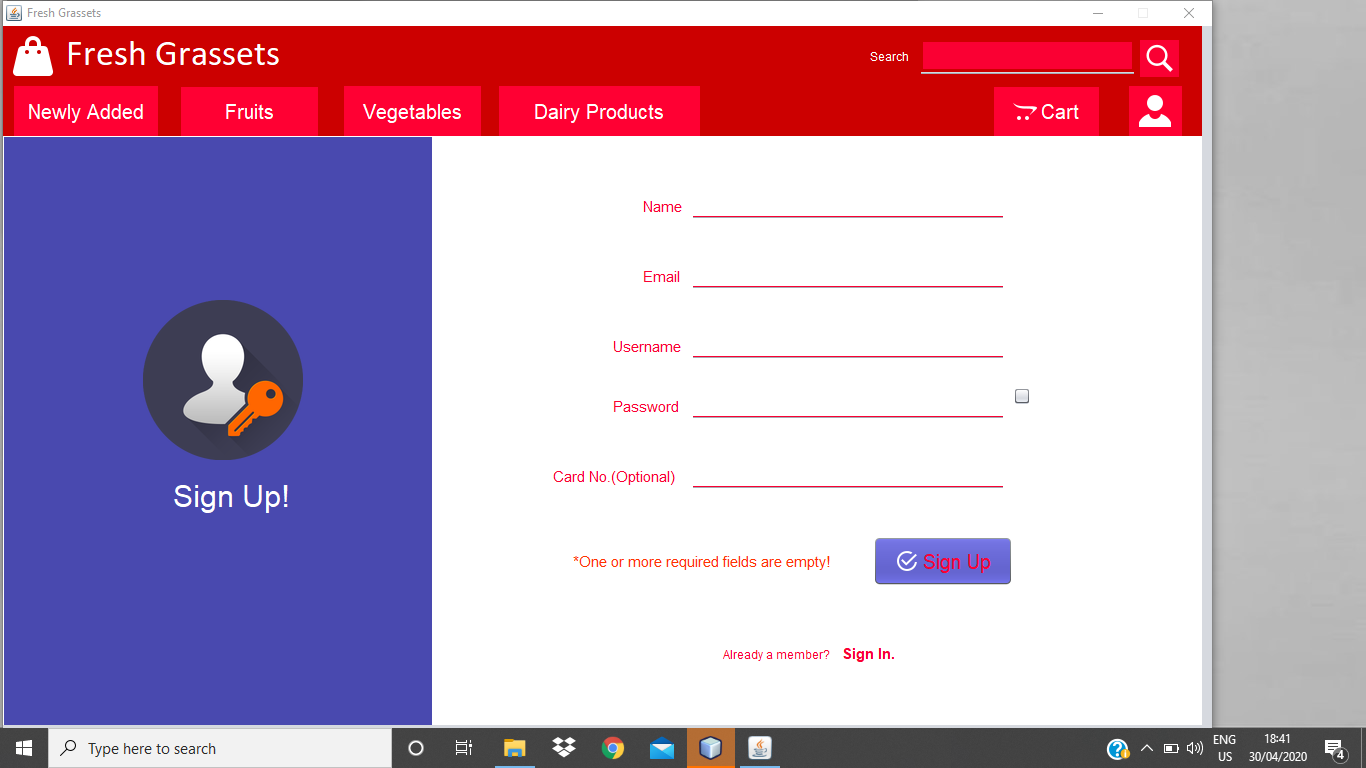 Fresh Grassets
Fresh Grassets
Search
Newly Added
Fruits
Vegetables
Dairy Products
Cart
Name
Email
Username
Password
Card No.(Optional)
Sign Up!
*One or more required fields are empty!
Sign Up
Already a member? Sign In.
Type here to search
ENG
US
18:41
30/04/2020
4